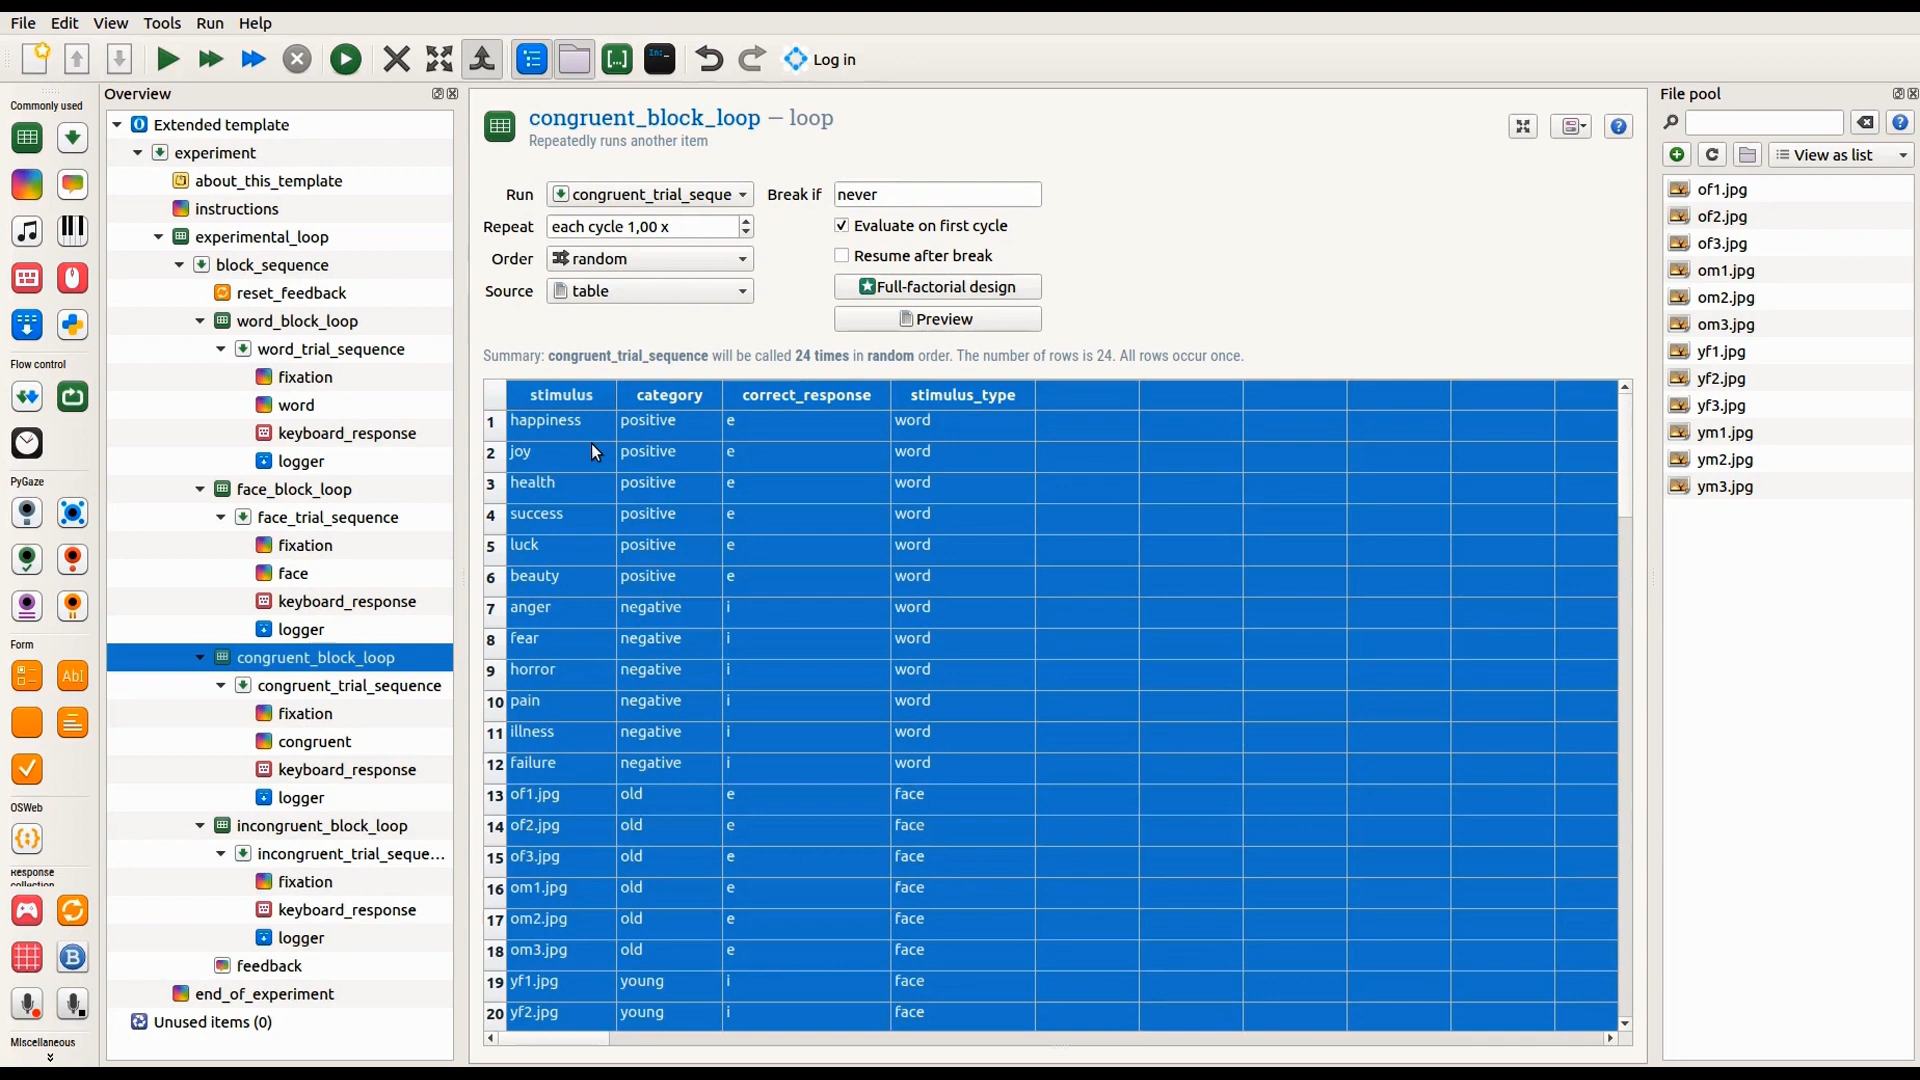 File Edit View Tools Run Help
In:_
Log in
Commonly used
Flow control
PyGaze
Form
AbI
OSWeb
Response
collection
Miscellaneous
Overview
Extended template
experiment
about_this_template
instructions
experimental_loop
block_sequence
reset_feedback
word_block_loop
word_trial_sequence
fixation
word
keyboard_response
logger
face_block_loop
face_trial_sequence
fixation
face
keyboard_response
logger
congruent_block_loop
congruent_trial_sequence
fixation
congruent
keyboard_response
logger
incongruent_block_loop
incongruent_trial_seque...
fixation
keyboard_response
logger
feedback
end_of_experiment
Unused items (0)
congruent_block_loop – loop
Repeatedly runs another item
Run congruent_trial_seque Break if never
Repeat each cycle 1,00 x Evaluate on first cycle
Order random Resume after break
Full-factorial design
Source table
Preview
Summary: congruent_trial_sequence will be called 24 times in random order. The number of rows is 24. All rows occur once.
stimulus category correct_response stimulus_type
1 happiness positive e word
2 joy positive e word
3 health positive e word
4 success positive e word
5 luck positive e word
6 beauty positive e word
7 anger negative i word
8 fear negative i word
9 horror negative i word
10 pain negative i word
11 illness negative i word
12 failure negative i word
13 of1.jpg old e face
14 of2.jpg old e face
15 of3.jpg old e face
16 om1.jpg old e face
17 om2.jpg old e face
18 om3.jpg old e face
19 yf1.jpg young i face
20 yf2.jpg young i face
File pool
View as list
of1.jpg
of2.jpg
of3.jpg
om1.jpg
om2.jpg
om3.jpg
yf1.jpg
yf2.jpg
yf3.jpg
ym1.jpg
ym2.jpg
ym3.jpg